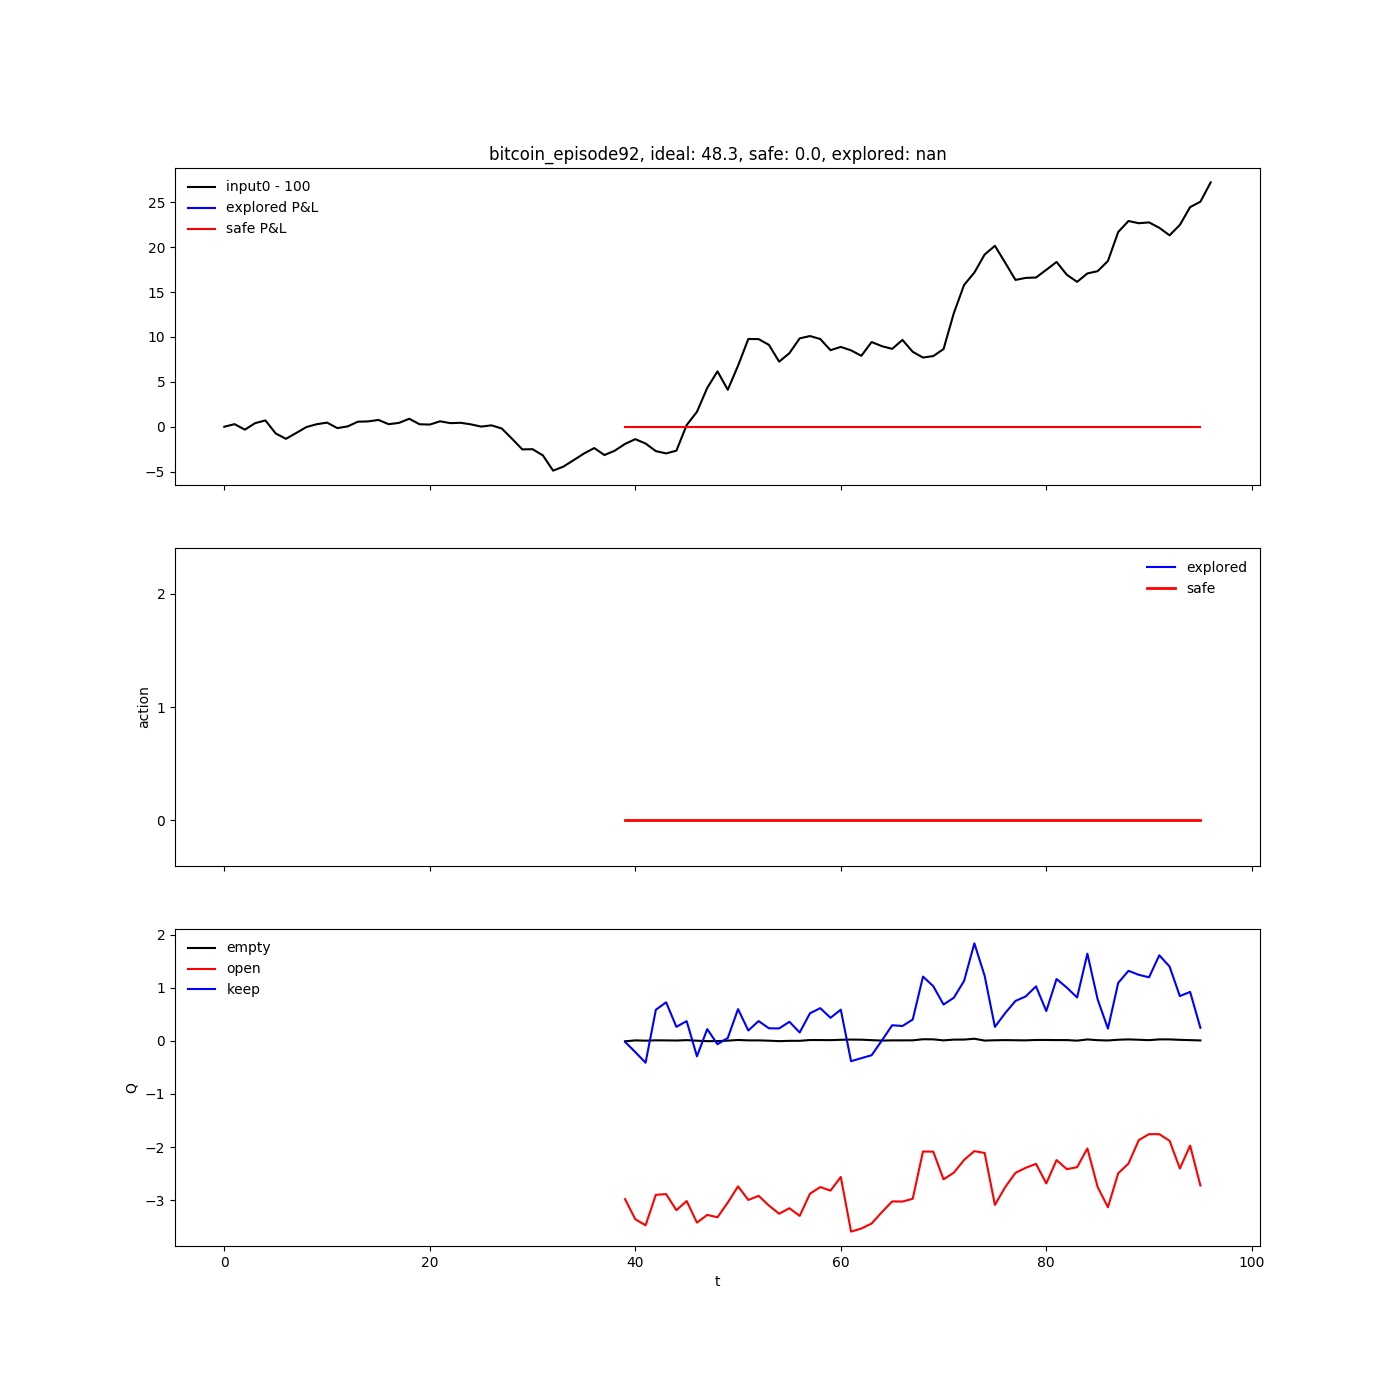 bitcoin_episode92, ideal: 48.3, safe: 0.0, explored: nan
input0 - 100
explored P&L
safe P&L
25
20
15
10
5
0
−5
explored
safe
2
1
0
action
empty
open
keep
2
1
0
−1
−2
−3
Q
0 20 40 60 80 100
t